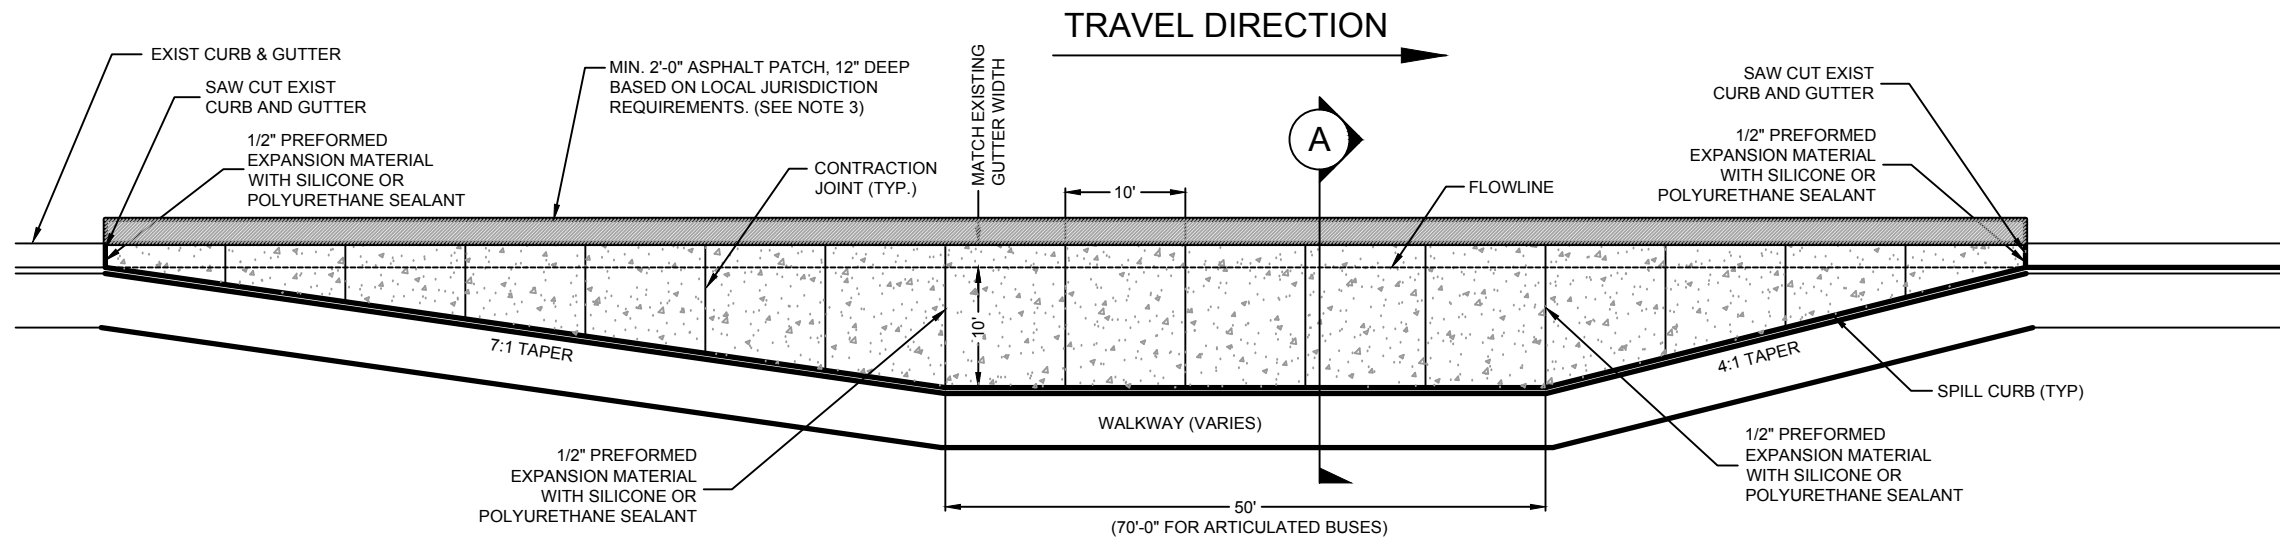 TRAVEL DIRECTION
EXIST CURB & GUTTER
SAW CUT EXIST
CURB AND GUTTER
1/2" PREFORMED
EXPANSION MATERIAL
WITH SILICONE OR
POLYURETHANE SEALANT
MIN. 2'-0" ASPHALT PATCH, 12" DEEP
BASED ON LOCAL JURISDICTION
REQUIREMENTS. (SEE NOTE 3)
CONTRACTION
JOINT (TYP.)
MATCH EXISTING
GUTTER WIDTH
10'
A
FLOWLINE
SAW CUT EXIST
CURB AND GUTTER
1/2" PREFORMED
EXPANSION MATERIAL
WITH SILICONE OR
POLYURETHANE SEALANT
10'
7:1 TAPER
4:1 TAPER
SPILL CURB (TYP)
WALKWAY (VARIES)
1/2" PREFORMED
EXPANSION MATERIAL
WITH SILICONE OR
POLYURETHANE SEALANT
1/2" PREFORMED
EXPANSION MATERIAL
WITH SILICONE OR
POLYURETHANE SEALANT
50'
(70'-0" FOR ARTICULATED BUSES)